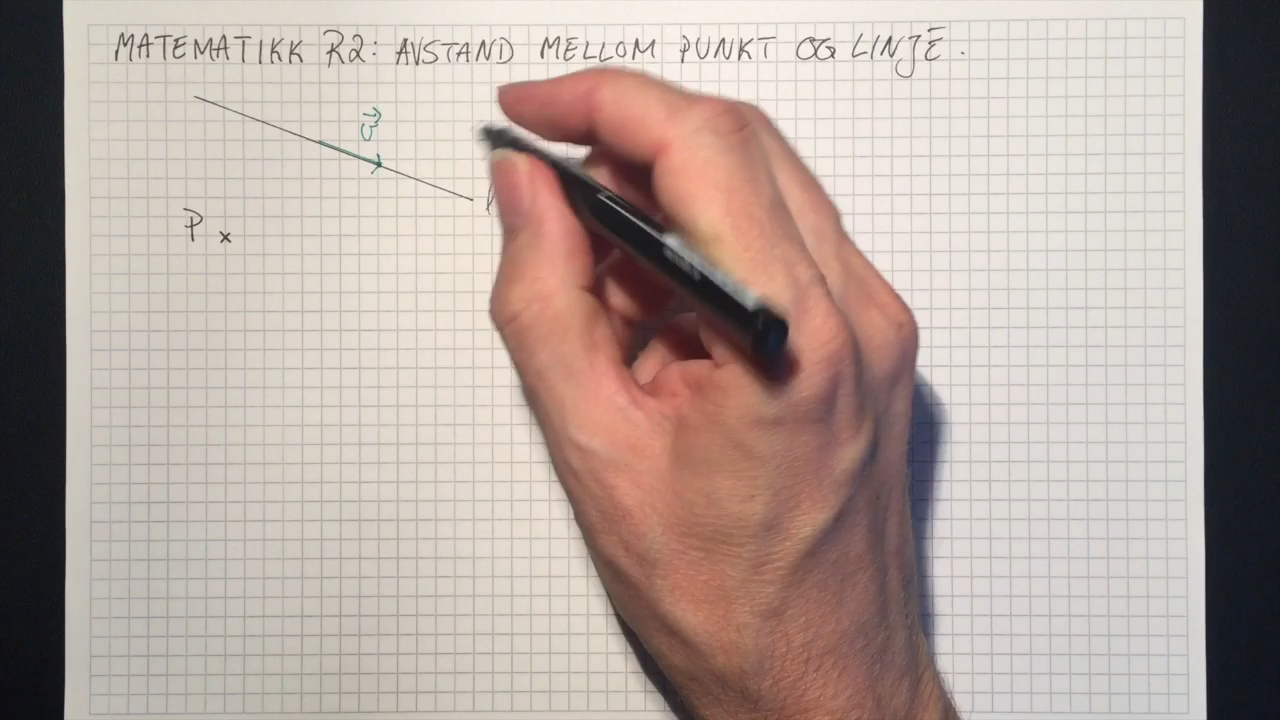 MATEMATIKK R2: AVSTAND MELLOM PUNKT OG LINJE.
v⃗
P x